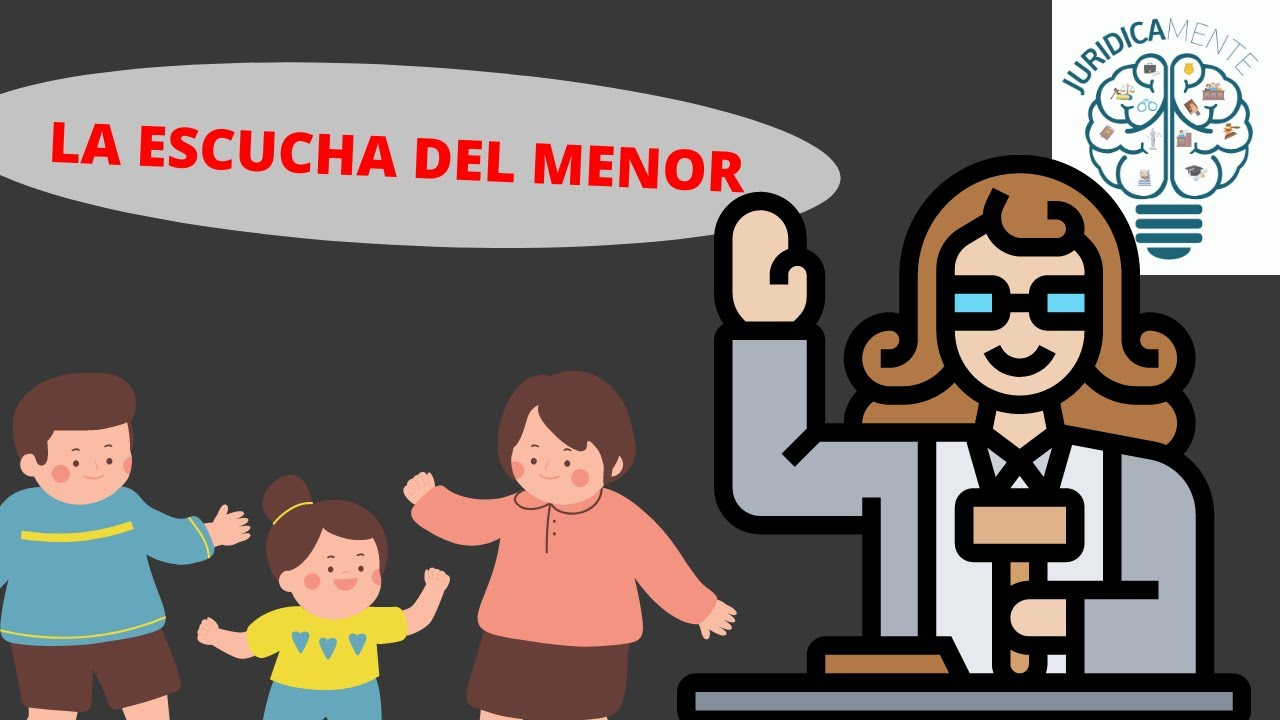 LA ESCUCHA DEL MENOR
JURIDICAMENTE